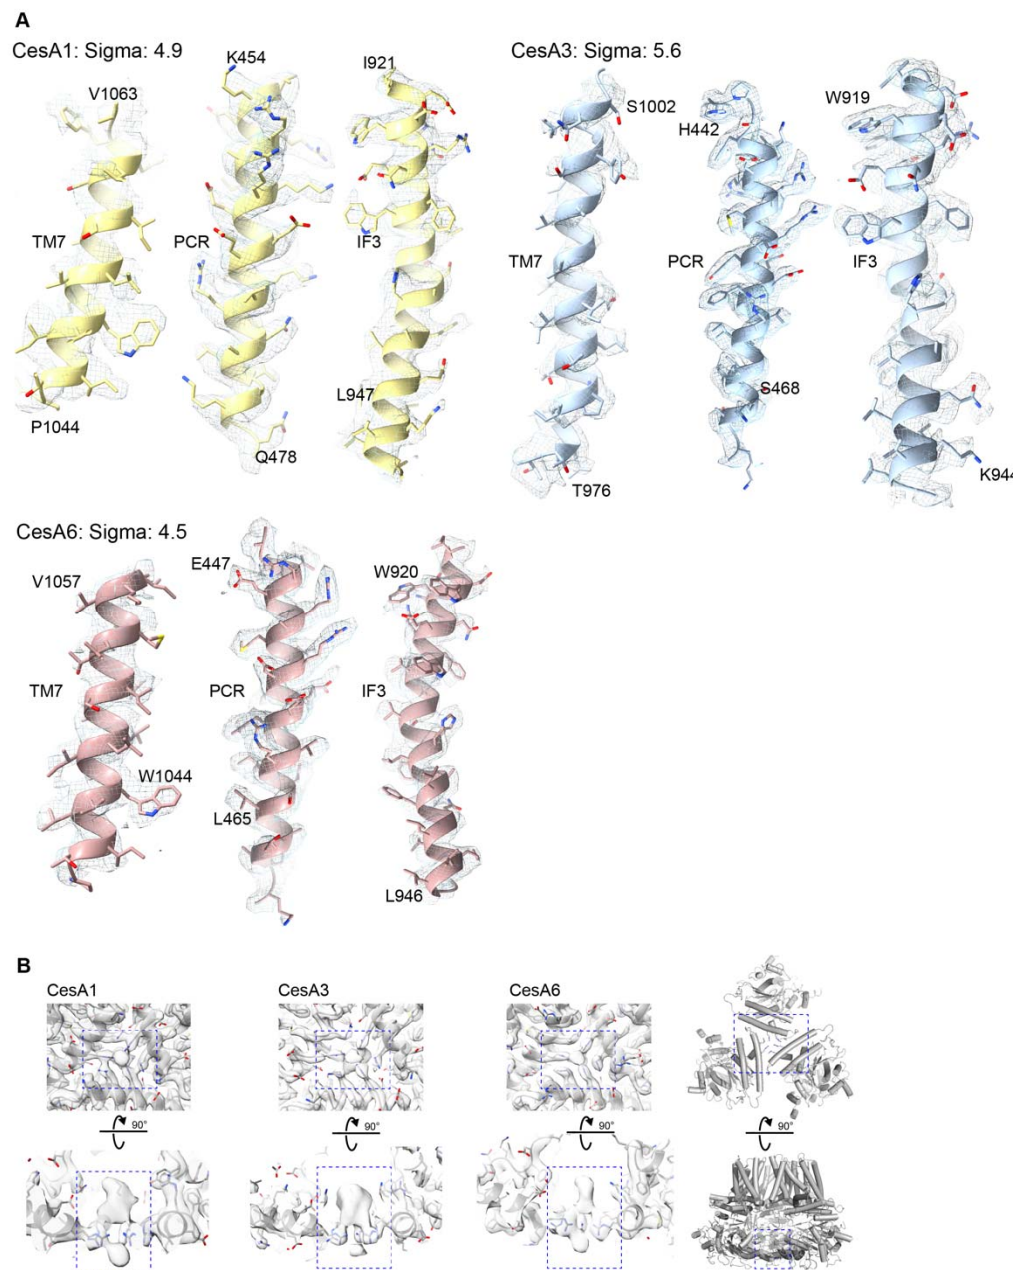 A
CesA1: Sigma: 4.9
CesA3: Sigma: 5.6
K454
I921
V1063
S1002
W919
H442
TM7
PCR
IF3
TM7
PCR
IF3
L947
S468
P1044
Q478
T976
K944
CesA6: Sigma: 4.5
V1057
E447
W920
TM7
PCR
IF3
W1044
L465
L946
B
CesA1
CesA3
CesA6
90°
90°
90°
90°